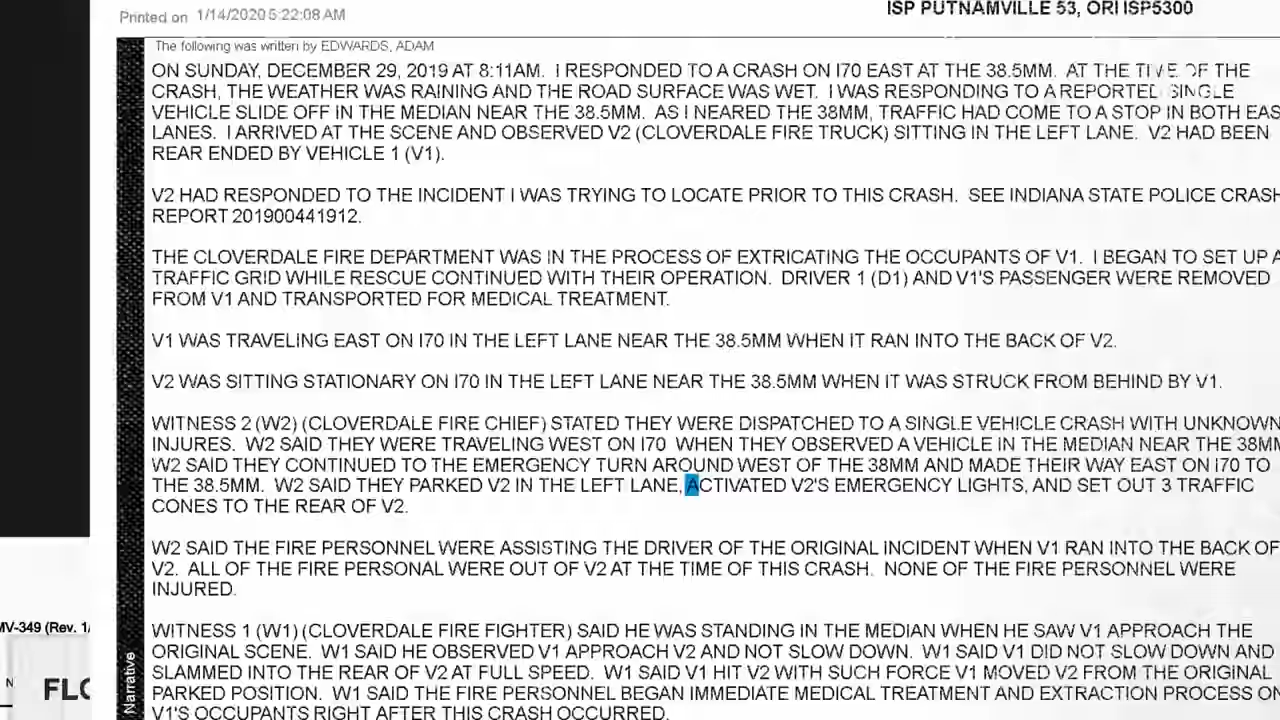 Printed on 1/14/2020 5:22:08 AM
ISP PUTNAMVILLE 53, ORI ISP5300
The following was written by EDWARDS, ADAM
ON SUNDAY, DECEMBER 29, 2019 AT 8:11AM. I RESPONDED TO A CRASH ON I70 EAST AT THE 38.5MM. AT THE TIME OF THE
CRASH, THE WEATHER WAS RAINING AND THE ROAD SURFACE WAS WET. I WAS RESPONDING TO A REPORTED SINGLE
VEHICLE SLIDE OFF IN THE MEDIAN NEAR THE 38.5MM. AS I NEARED THE 38MM, TRAFFIC HAD COME TO A STOP IN BOTH EAS
LANES. I ARRIVED AT THE SCENE AND OBSERVED V2 (CLOVERDALE FIRE TRUCK) SITTING IN THE LEFT LANE. V2 HAD BEEN
REAR ENDED BY VEHICLE 1 (V1).
V2 HAD RESPONDED TO THE INCIDENT I WAS TRYING TO LOCATE PRIOR TO THIS CRASH. SEE INDIANA STATE POLICE CRASH
REPORT 201900441912.
THE CLOVERDALE FIRE DEPARTMENT WAS IN THE PROCESS OF EXTRICATING THE OCCUPANTS OF V1. I BEGAN TO SET UP A
TRAFFIC GRID WHILE RESCUE CONTINUED WITH THEIR OPERATION. DRIVER 1 (D1) AND V1'S PASSENGER WERE REMOVED
FROM V1 AND TRANSPORTED FOR MEDICAL TREATMENT.
V1 WAS TRAVELING EAST ON I70 IN THE LEFT LANE NEAR THE 38.5MM WHEN IT RAN INTO THE BACK OF V2.
V2 WAS SITTING STATIONARY ON I70 IN THE LEFT LANE NEAR THE 38.5MM WHEN IT WAS STRUCK FROM BEHIND BY V1.
WITNESS 2 (W2) (CLOVERDALE FIRE CHIEF) STATED THEY WERE DISPATCHED TO A SINGLE VEHICLE CRASH WITH UNKNOWN
INJURES. W2 SAID THEY WERE TRAVELING WEST ON I70 WHEN THEY OBSERVED A VEHICLE IN THE MEDIAN NEAR THE 38MM
W2 SAID THEY CONTINUED TO THE EMERGENCY TURN AROUND WEST OF THE 38MM AND MADE THEIR WAY EAST ON I70 TO
THE 38.5MM. W2 SAID THEY PARKED V2 IN THE LEFT LANE, ACTIVATED V2'S EMERGENCY LIGHTS, AND SET OUT 3 TRAFFIC
CONES TO THE REAR OF V2.
W2 SAID THE FIRE PERSONNEL WERE ASSISTING THE DRIVER OF THE ORIGINAL INCIDENT WHEN V1 RAN INTO THE BACK OF
V2. ALL OF THE FIRE PERSONAL WERE OUT OF V2 AT THE TIME OF THIS CRASH. NONE OF THE FIRE PERSONNEL WERE
INJURED.
WITNESS 1 (W1) (CLOVERDALE FIRE FIGHTER) SAID HE WAS STANDING IN THE MEDIAN WHEN HE SAW V1 APPROACH THE
ORIGINAL SCENE. W1 SAID HE OBSERVED V1 APPROACH V2 AND NOT SLOW DOWN. W1 SAID V1 DID NOT SLOW DOWN AND
SLAMMED INTO THE REAR OF V2 AT FULL SPEED. W1 SAID V1 HIT V2 WITH SUCH FORCE V1 MOVED V2 FROM THE ORIGINAL
PARKED POSITION. W1 SAID THE FIRE PERSONNEL BEGAN IMMEDIATE MEDICAL TREATMENT AND EXTRACTION PROCESS ON
V1'S OCCUPANTS RIGHT AFTER THIS CRASH OCCURRED.
Narrative
MV-349 (Rev. 1/
N
FLO